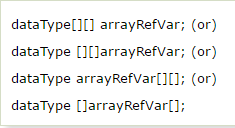 dataType[][] arrayRefVar; (or)
dataType [][]arrayRefVar; (or)
dataType arrayRefVar[][]; (or)
dataType []arrayRefVar[];